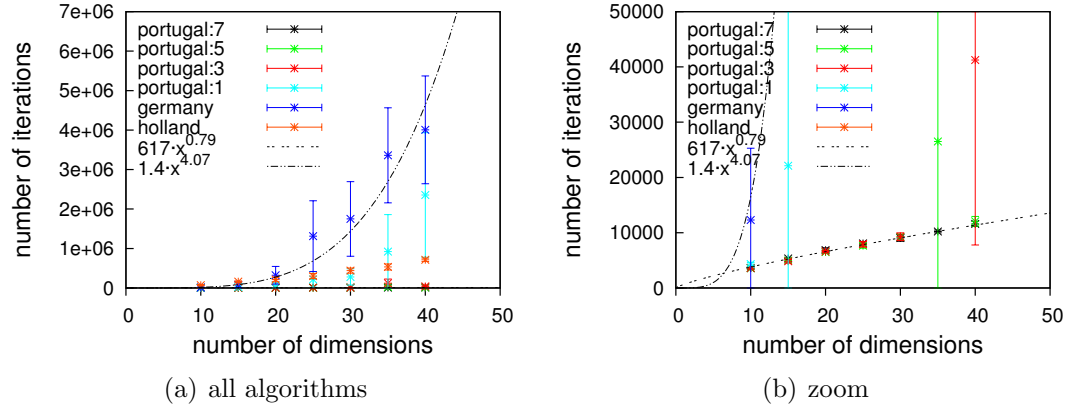 number of iterations
7e+06
6e+06
5e+06
4e+06
3e+06
2e+06
1e+06
0
portugal:7
portugal:5
portugal:3
portugal:1
germany
holland
617·x^0.79
1.4·x^4.07
0 10 20 30 40 50
number of dimensions
(a) all algorithms
number of iterations
50000
40000
30000
20000
10000
0
portugal:7
portugal:5
portugal:3
portugal:1
germany
holland
617·x^0.79
1.4·x^4.07
0 10 20 30 40 50
number of dimensions
(b) zoom